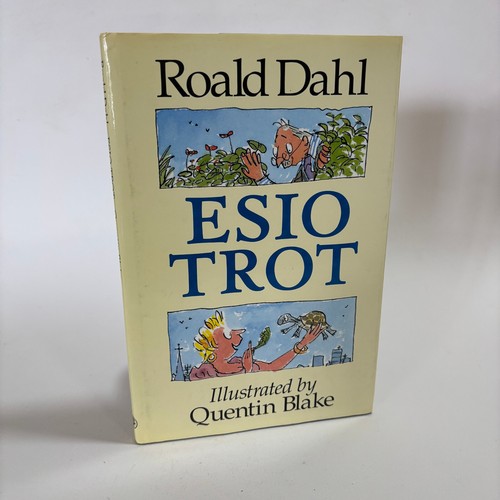 Roald Dahl
ESIO
TROT
Illustrated by
Quentin Blake